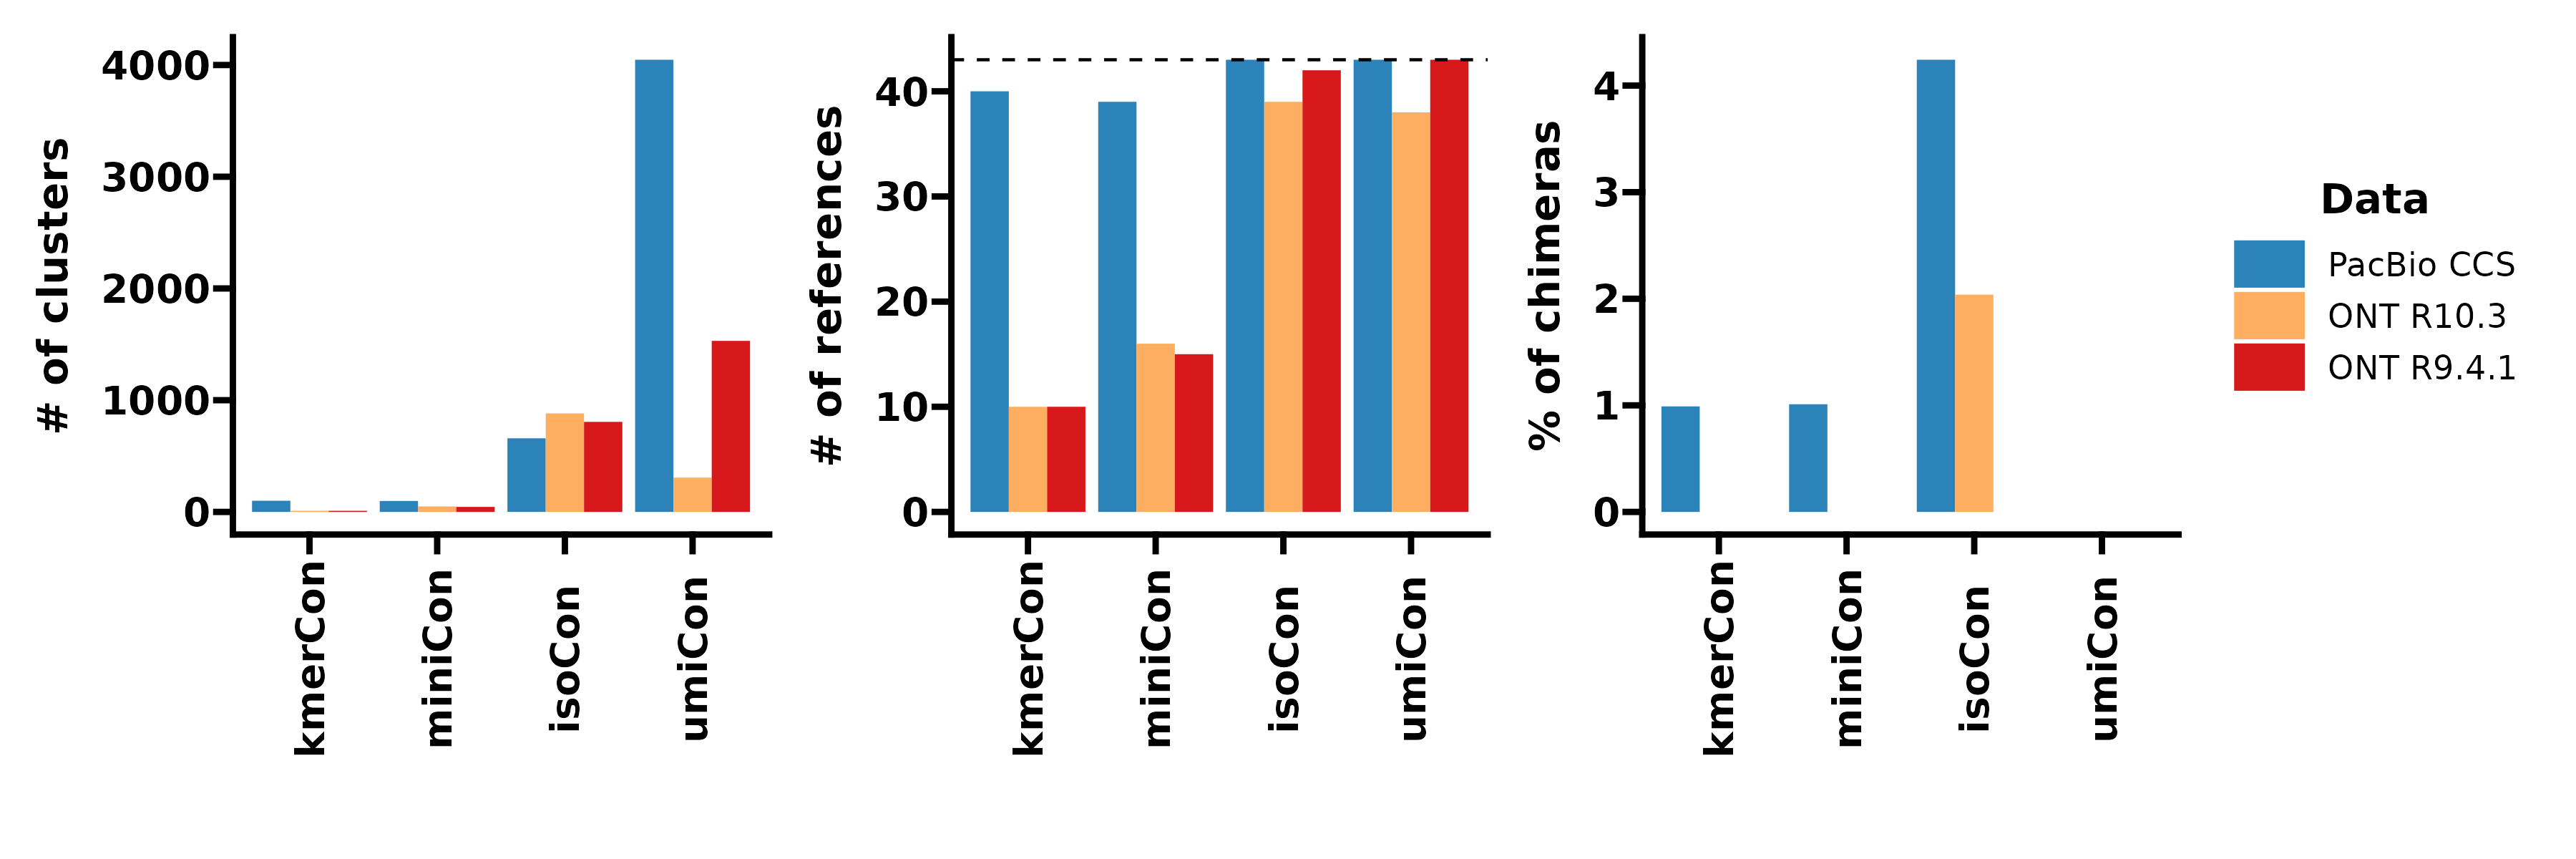 # of clusters
4000
3000
2000
1000
0
kmerCon
miniCon
isoCon
umiCon
# of references
40
30
20
10
0
kmerCon
miniCon
isoCon
umiCon
% of chimeras
4
3
2
1
0
kmerCon
miniCon
isoCon
umiCon
Data
PacBio CCS
ONT R10.3
ONT R9.4.1